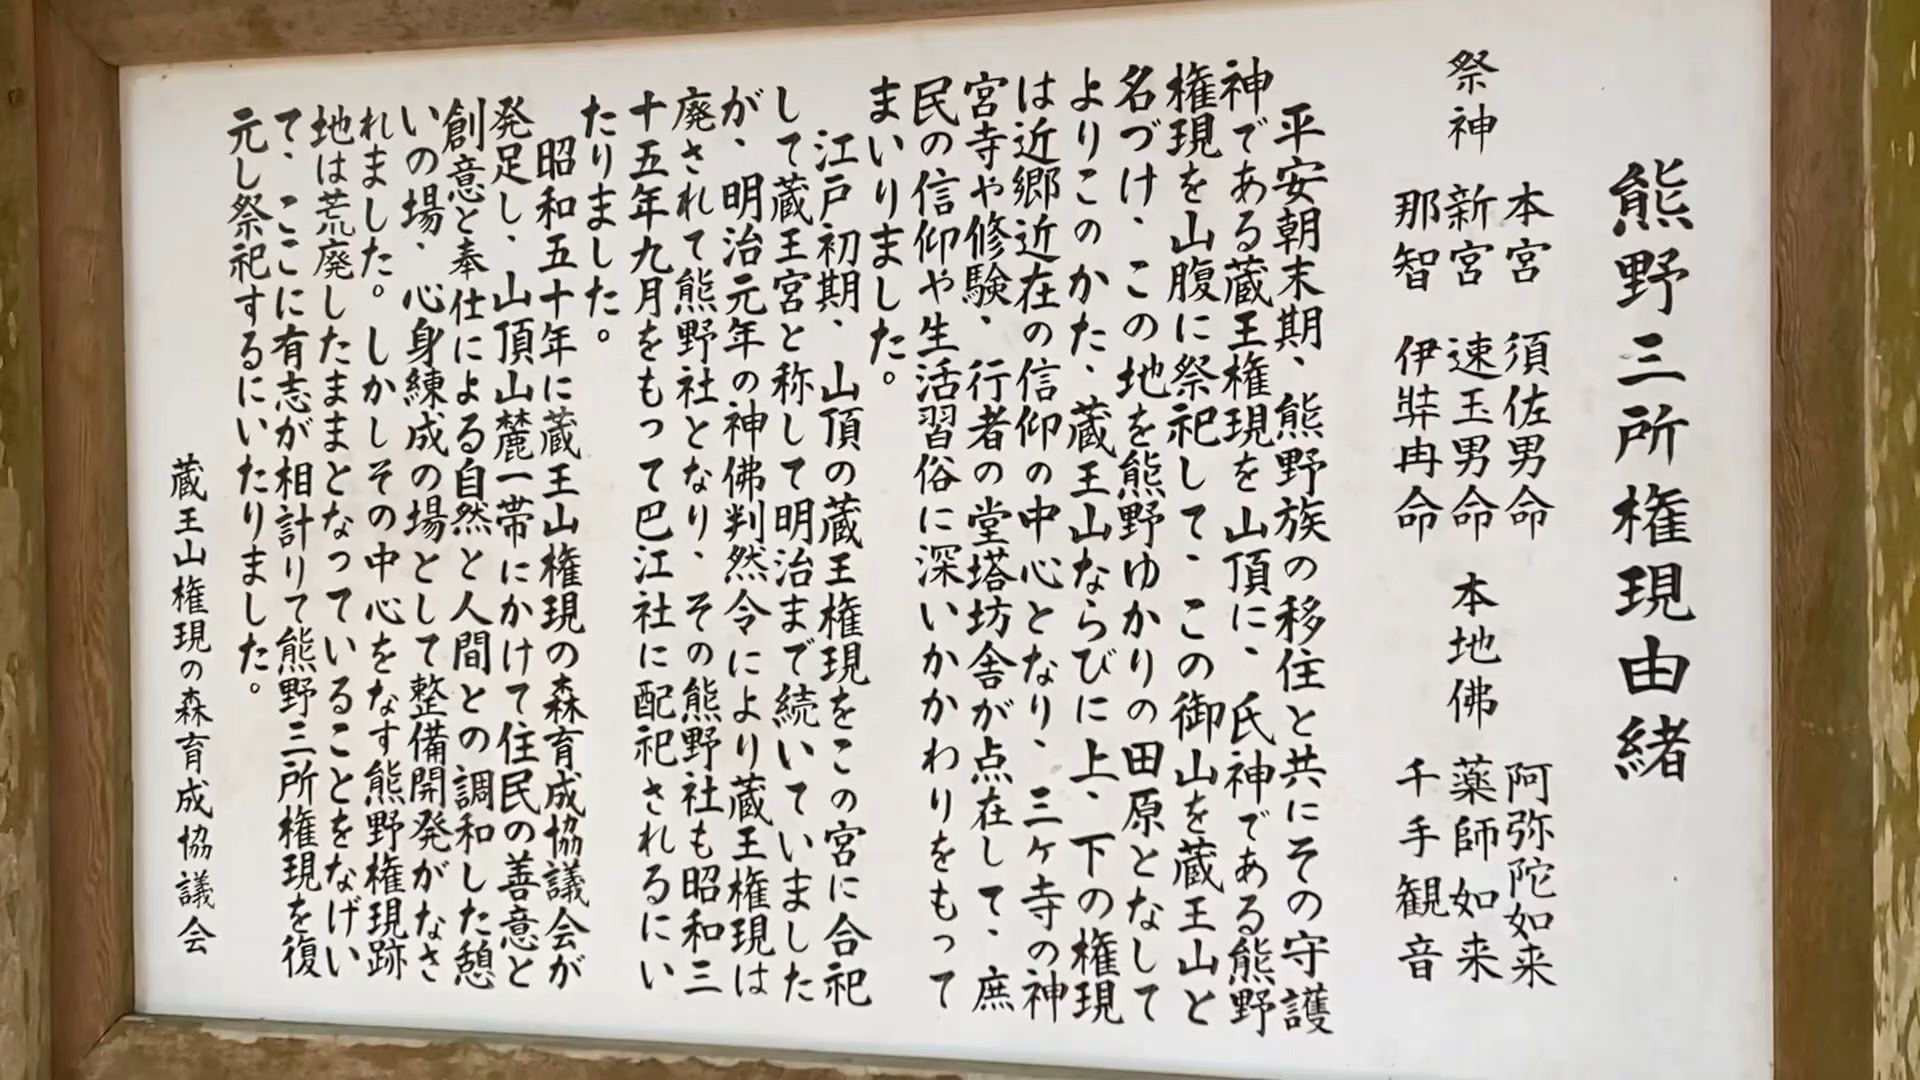 熊野三所権現由緒
祭神
本宮 須佐男命 阿弥陀如来
新宮 速玉男命 本地佛 薬師如来
那智 伊弉冉命 千手観音
平安朝末期、熊野族の移住と共にその守護
神である蔵王権現を山頂に、氏神である熊野
権現を山腹に祭祀して、この御山を蔵王山と
名づけ、この地を熊野ゆかりの田原となして
よりこのかた、蔵王山ならびに上、下の権現
は近郷近在の信仰の中心となり、三ヶ寺の神
宮寺や修験、行者の堂塔坊舎が点在して、庶
民の信仰や生活習俗に深いかかわりをもって
まいりました。
江戸初期、山頂の蔵王権現をこの宮に合祀
して蔵王宮と称して明治まで続いていました
が、明治元年の神佛判然令により蔵王権現は
廃されて熊野社となり、その熊野社も昭和三
十五年九月をもって巴江社に配祀されるにい
たりました。
昭和五十年に蔵王山権現の森育成協議会が
発足し、山頂山麓一帯にかけて住民の善意と
創意と奉仕による自然と人間との調和した憩
いの場、心身練成の場として整備開発がなさ
れました。しかしその中心をなす熊野権現跡
地は荒廃したままとなっていることをなげい
て、ここに有志が相計りて熊野三所権現を復
元し祭祀するにいたりました。
蔵王山権現の森育成協議会